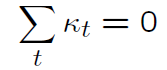 ∑_t κ_t = 0